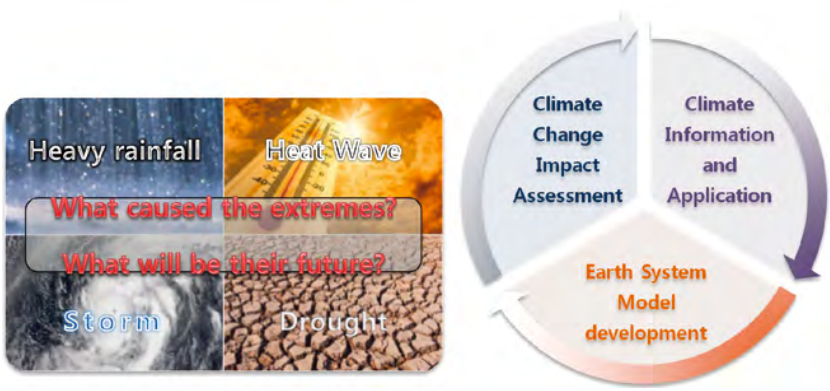 Heavy rainfall
Heat Wave
What caused the extremes?
What will be their future?
Storm
Drought
Climate
Change
Impact
Assessment
Climate
Information
and
Application
Earth System
Model
development